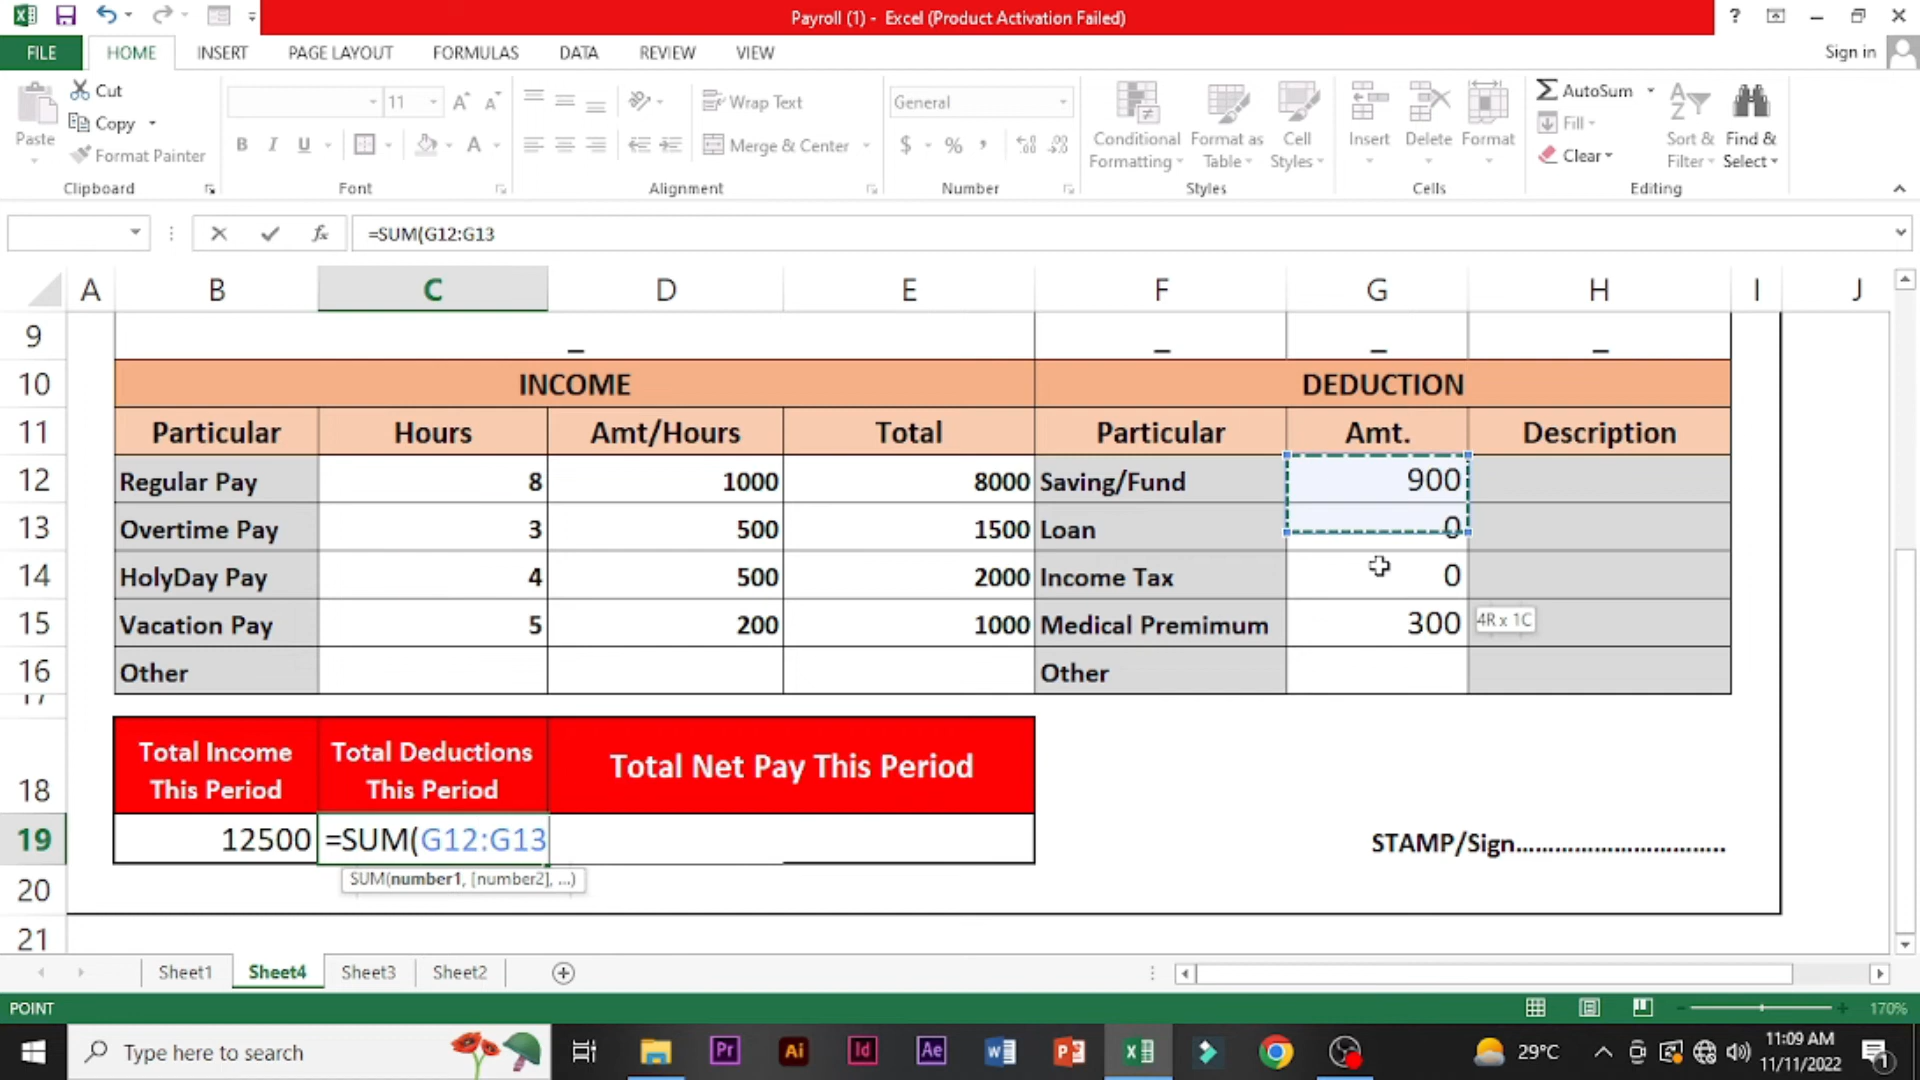 Payroll (1) - Excel (Product Activation Failed)
?
FILE HOME INSERT PAGE LAYOUT FORMULAS DATA REVIEW VIEW Sign in
Paste
Cut
Copy
Format Painter
Clipboard
11
B I U
Font
Wrap Text
Merge & Center
Alignment
General
$ % ,
Number
Conditional Formatting
Format as Table
Cell Styles
Styles
Insert Delete Format
Cells
AutoSum
Fill
Clear
Sort & Filter
Find & Select
Editing
fx =SUM(G12:G13
A B C D E F G H I J
9 _ _ _ _
10 INCOME DEDUCTION
11 Particular Hours Amt/Hours Total Particular Amt. Description
12 Regular Pay 8 1000 8000 Saving/Fund 900
13 Overtime Pay 3 500 1500 Loan 0
14 HolyDay Pay 4 500 2000 Income Tax 0
15 Vacation Pay 5 200 1000 Medical Premimum 300 4R x 1C
16 Other Other
17
18 Total Income This Period Total Deductions This Period Total Net Pay This Period
19 12500 =SUM(G12:G13 STAMP/Sign..............................
SUM(number1, [number2], ...)
20
21
Sheet1 Sheet4 Sheet3 Sheet2
POINT 170%
Type here to search Pr Ai Id Ae 29°C 11:09 AM
11/11/2022 1